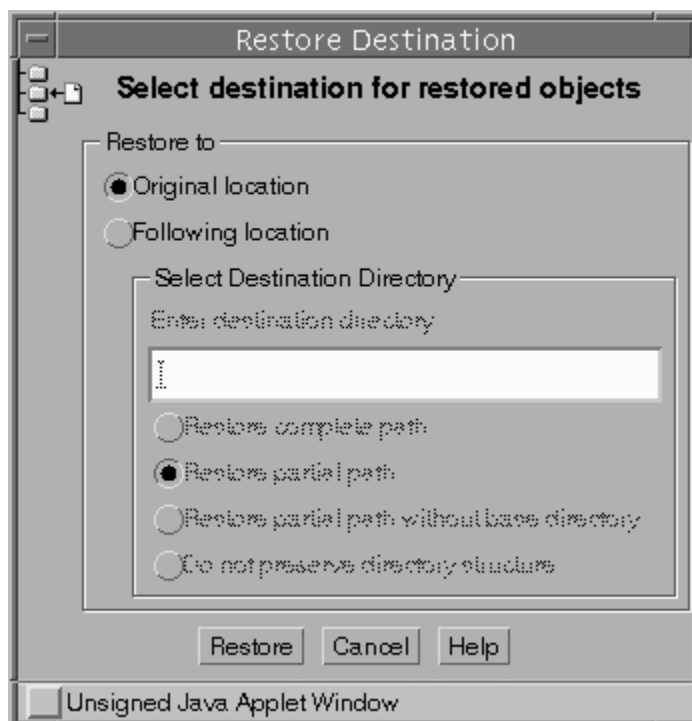 Restore Destination
Select destination for restored objects
Restore to
Original location
Following location
Select Destination Directory
Enter destination directory
Restore complete path
Restore partial path
Restore partial path without base directory
Do not preserve directory structure
Restore Cancel Help
Unsigned Java Applet Window